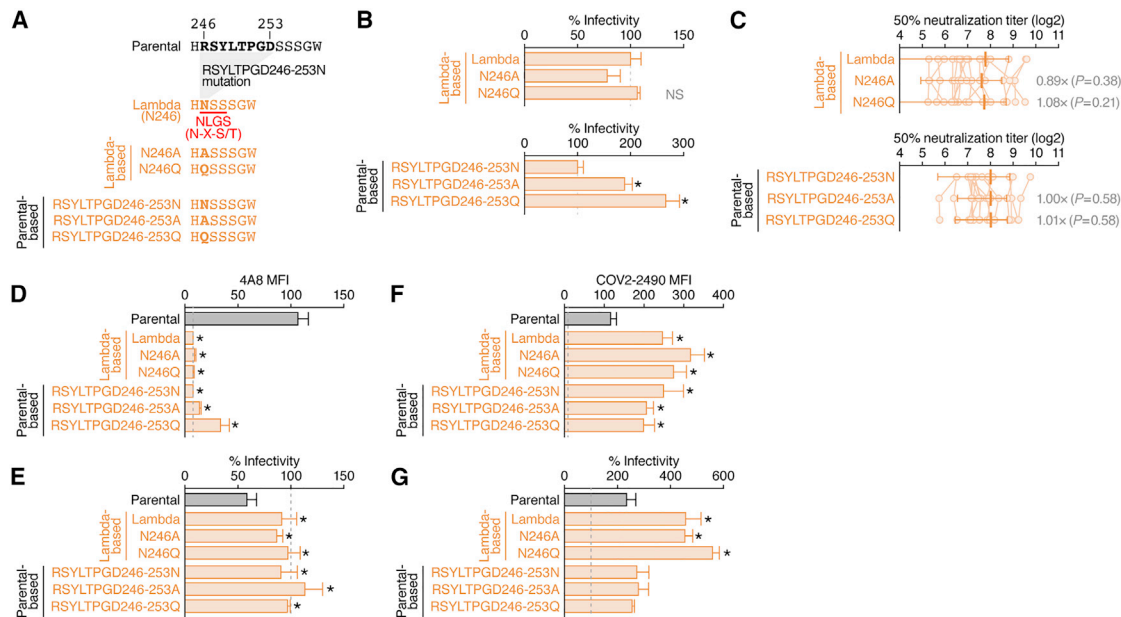 A
246 253
Parental HRSYLTPGDSSSGW
RSYLTPGD246-253N
mutation
Lambda HNSSSGW
(N246)
NLGS
(N-X-S/T)
Lambda-based
N246A HASSSGW
N246Q HQSSSGW
Parental-based
RSYLTPGD246-253N HNSSSGW
RSYLTPGD246-253A HASSSGW
RSYLTPGD246-253Q HQSSSGW
B
% Infectivity
0 50 100 150
Lambda-based
Lambda
N246A
N246Q
NS
% Infectivity
0 100 200 300
Parental-based
RSYLTPGD246-253N
RSYLTPGD246-253A *
RSYLTPGD246-253Q *
C
50% neutralization titer (log2)
4 5 6 7 8 9 10 11
Lambda-based
Lambda
N246A 0.89× (P=0.38)
N246Q 1.08× (P=0.21)
50% neutralization titer (log2)
4 5 6 7 8 9 10 11
Parental-based
RSYLTPGD246-253N
RSYLTPGD246-253A 1.00× (P=0.58)
RSYLTPGD246-253Q 1.01× (P=0.58)
D
4A8 MFI
0 50 100 150
Parental
Lambda-based
Lambda *
N246A *
N246Q *
Parental-based
RSYLTPGD246-253N *
RSYLTPGD246-253A *
RSYLTPGD246-253Q *
F
COV2-2490 MFI
0 100 200 300 400
Parental
Lambda-based
Lambda *
N246A *
N246Q *
Parental-based
RSYLTPGD246-253N *
RSYLTPGD246-253A *
RSYLTPGD246-253Q *
E
% Infectivity
0 50 100 150
Parental
Lambda-based
Lambda *
N246A *
N246Q *
Parental-based
RSYLTPGD246-253N *
RSYLTPGD246-253A *
RSYLTPGD246-253Q *
G
% Infectivity
0 200 400 600
Parental
Lambda-based
Lambda *
N246A *
N246Q *
Parental-based
RSYLTPGD246-253N
RSYLTPGD246-253A
RSYLTPGD246-253Q